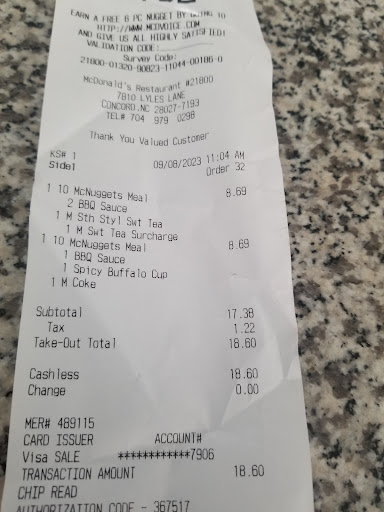 EARN A FREE 6 PC NUGGET BY GOING TO
HTTP://WWW.MCDVOICE.COM
AND GIVE US ALL HIGHLY SATISFIED!
VALIDATION CODE:
Survey Code:
21800-01320-90823-11044-00186-0
McDonald's Restaurant #21800
7810 LYLES LANE
CONCORD,NC 28027-7193
TEL# 704 979 0298
Thank You Valued Customer
KS# 1 09/08/2023 11:04 AM
Side1 Order 32
1 10 McNuggets Meal 8.69
2 BBQ Sauce
1 M Sth Styl Swt Tea
1 M Swt Tea Surcharge
1 10 McNuggets Meal 8.69
1 BBQ Sauce
1 Spicy Buffalo Cup
1 M Coke
Subtotal 17.38
Tax 1.22
Take-Out Total 18.60
Cashless 18.60
Change 0.00
MER# 489115
CARD ISSUER ACCOUNT#
Visa SALE ************7906
TRANSACTION AMOUNT 18.60
CHIP READ
AUTHORIZATION CODE - 367517